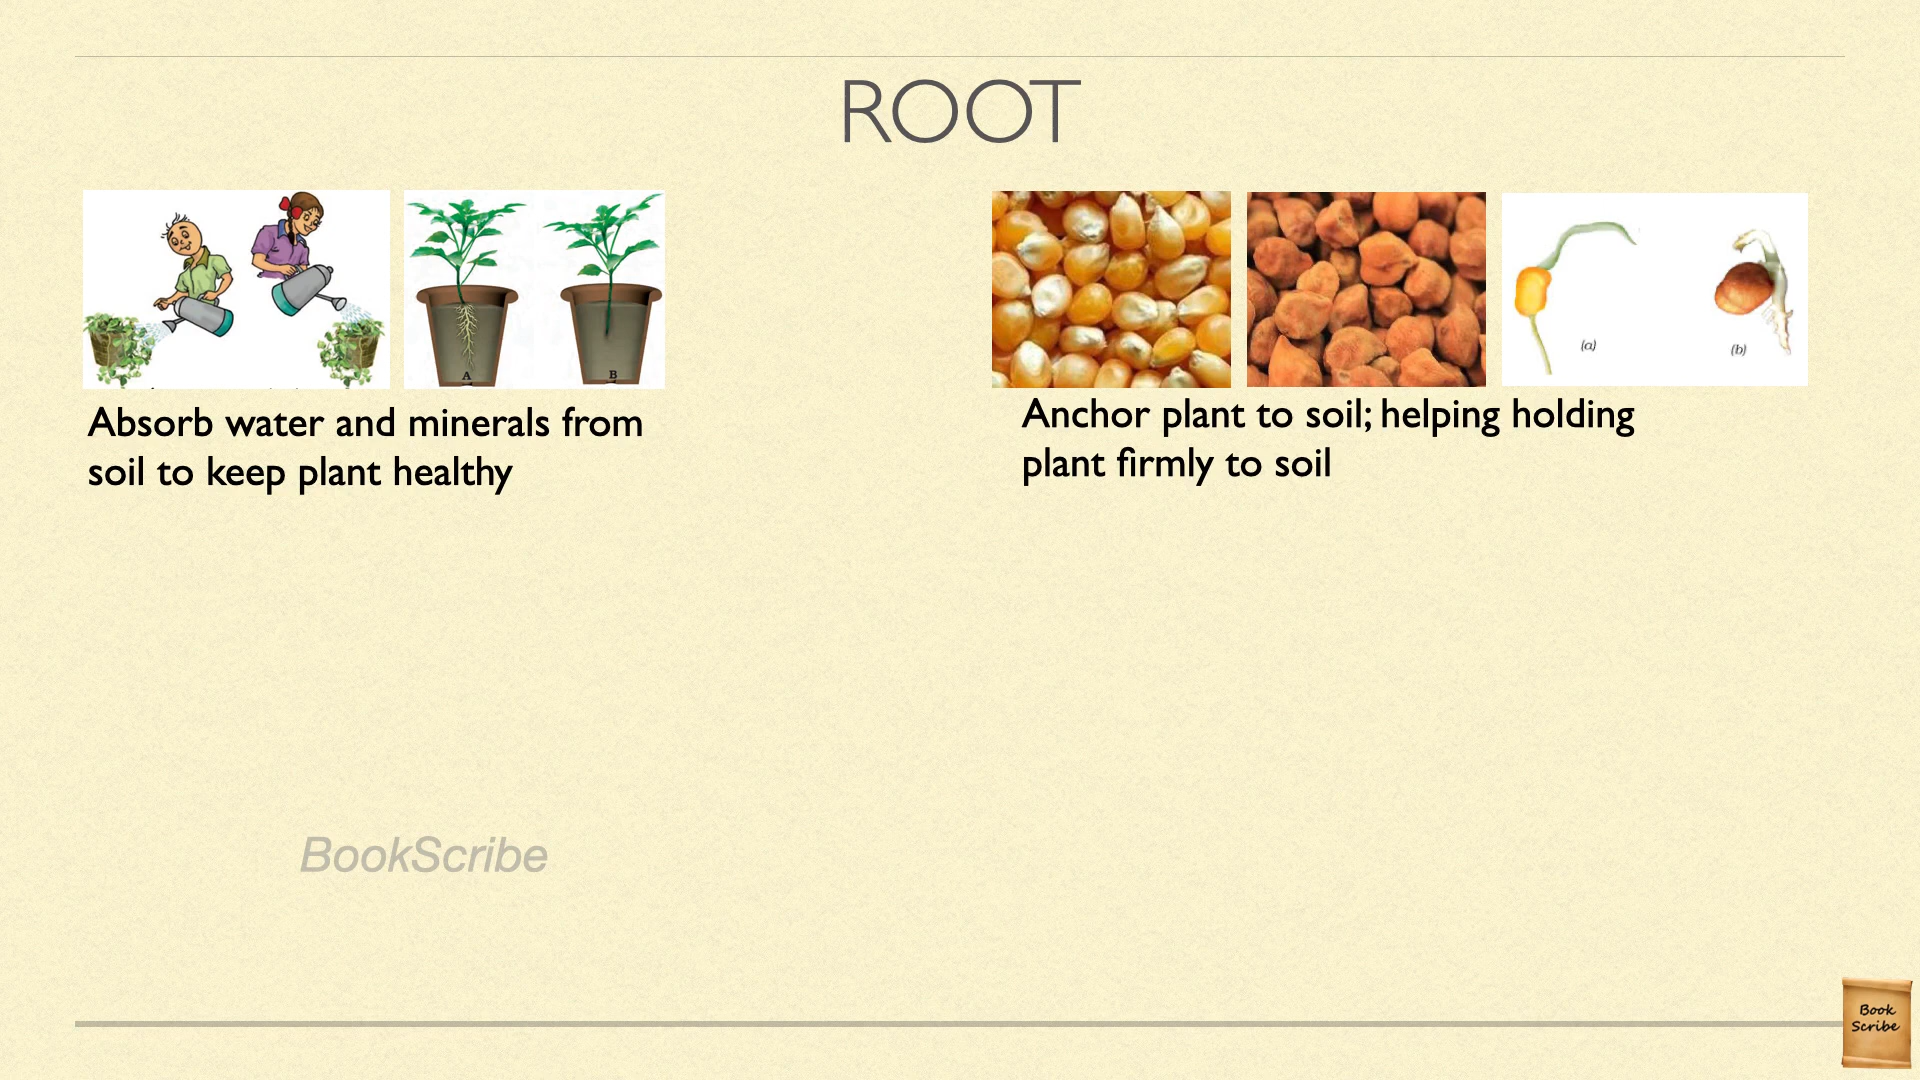 ROOT
A
B
(a)
(b)
Absorb water and minerals from
soil to keep plant healthy
Anchor plant to soil; helping holding
plant firmly to soil
BookScribe
Book
Scribe